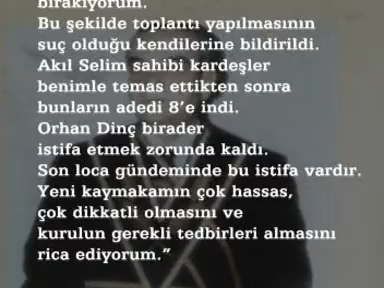 bırakıyorum.
Bu şekilde toplantı yapılmasının
suç olduğu kendilerine bildirildi.
Akıl Selim sahibi kardeşler
benimle temas ettikten sonra
bunların adedi 8’e indi.
Orhan Dinç birader
istifa etmek zorunda kaldı.
Son loca gündeminde bu istifa vardır.
Yeni kaymakamın çok hassas,
çok dikkatli olmasını ve
kurulun gerekli tedbirleri almasını
rica ediyorum.”